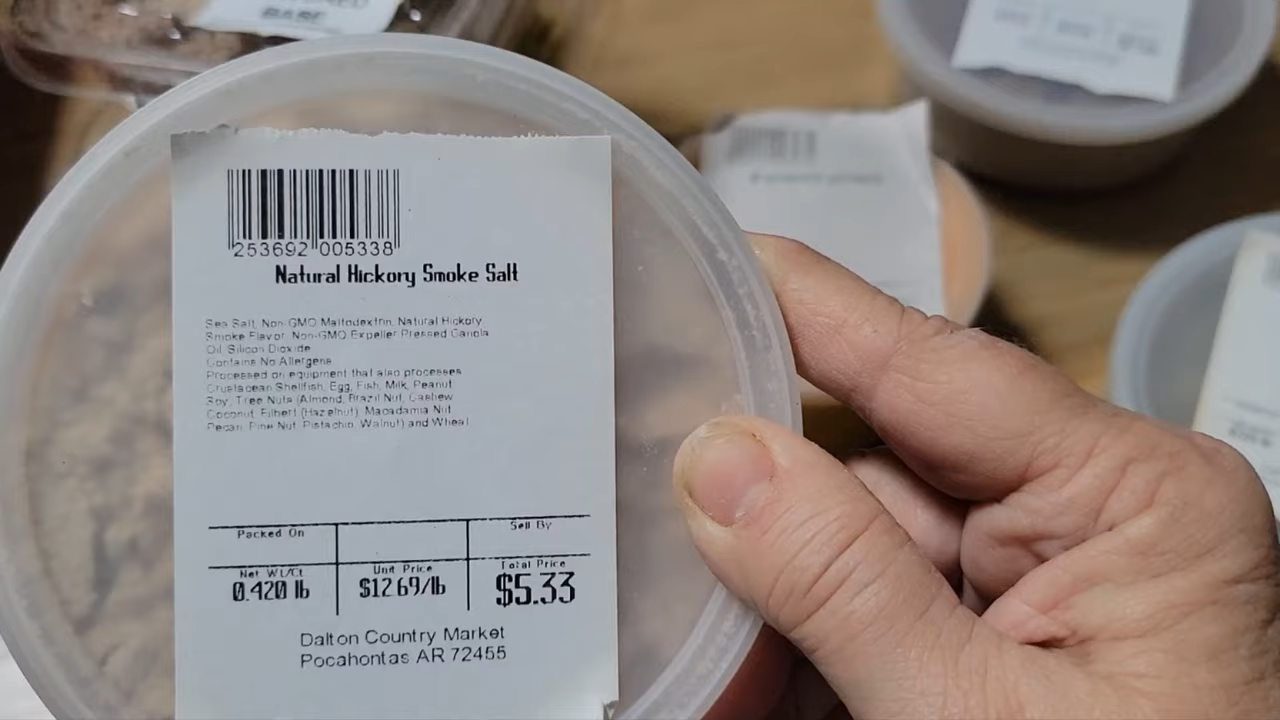 BASE
253692 005338
Natural Hickory Smoke Salt
Sea Salt, Non-GMO Maltodextrin, Natural Hickory
Smoke Flavor, Non-GMO Expeller Pressed Canola
Oil, Silicon Dioxide
Contains No Allergens
Processed on equipment that also processes
Crustacean Shellfish, Egg, Fish, Milk, Peanut
Soy, Tree Nuts (Almond, Brazil Nut, Cashew
Coconut, Filbert (Hazelnut), Macadamia Nut
Pecan, Pine Nut, Pistachio, Walnut) and Wheat
Packed On
Sell By
Net Wt/Ct
Unit Price
Total Price
0.420 lb
$12.69/lb
$5.33
Dalton Country Market
Pocahontas AR 72455